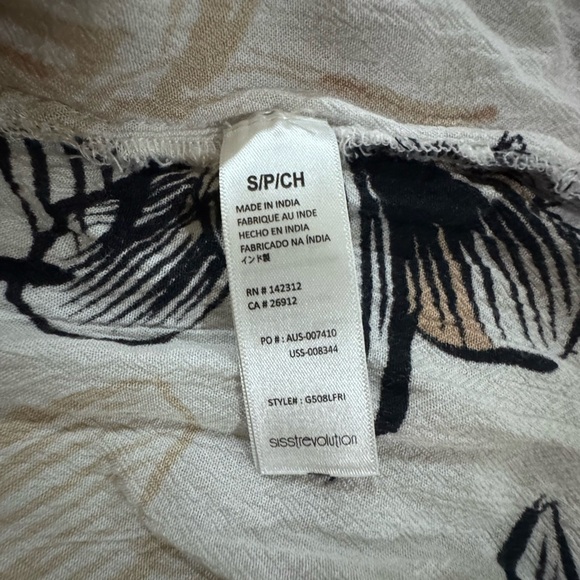 S/P/CH
MADE IN INDIA
FABRIQUE AU INDE
HECHO EN INDIA
FABRICADO NA ÍNDIA
インド製
RN # 142312
CA # 26912
PO # : AUS-007410
USS-008344
STYLE# : G508LFRI
sisstrevolution